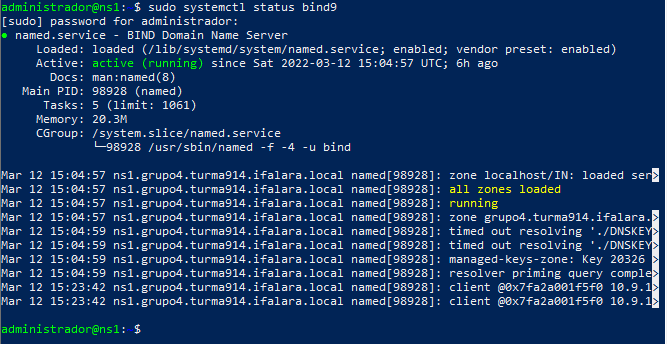 administrador@ns1: $ sudo systemctl status bind9
[sudo] password for administrador:
● named.service - BIND Domain Name Server
Loaded: loaded (/lib/systemd/system/named.service; enabled; vendor preset: enabled)
Active: active (running) since Sat 2022-03-12 15:04:57 UTC; 6h ago
Docs: man:named(8)
Main PID: 98928 (named)
Tasks: 5 (limit: 1061)
Memory: 20.3M
CGroup: /system.slice/named.service
└─98928 /usr/sbin/named -f -4 -u bind
Mar 12 15:04:57 ns1.grupo4.turma914.ifalara.local named[98928]: zone localhost/IN: loaded ser>
Mar 12 15:04:57 ns1.grupo4.turma914.ifalara.local named[98928]: all zones loaded
Mar 12 15:04:57 ns1.grupo4.turma914.ifalara.local named[98928]: running
Mar 12 15:04:57 ns1.grupo4.turma914.ifalara.local named[98928]: zone grupo4.turma914.ifalara.>
Mar 12 15:04:59 ns1.grupo4.turma914.ifalara.local named[98928]: timed out resolving './DNSKEY>
Mar 12 15:04:59 ns1.grupo4.turma914.ifalara.local named[98928]: timed out resolving './DNSKEY>
Mar 12 15:04:59 ns1.grupo4.turma914.ifalara.local named[98928]: managed-keys-zone: Key 20326 >
Mar 12 15:04:59 ns1.grupo4.turma914.ifalara.local named[98928]: resolver priming query comple>
Mar 12 15:23:42 ns1.grupo4.turma914.ifalara.local named[98928]: client @0x7fa2a001f5f0 10.9.1>
Mar 12 15:23:42 ns1.grupo4.turma914.ifalara.local named[98928]: client @0x7fa2a001f5f0 10.9.1>
administrador@ns1: $